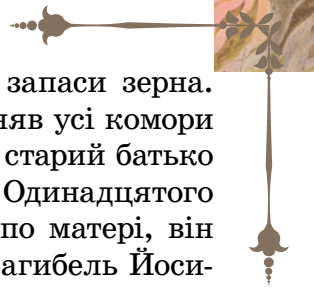 запаси зерна.
няв усі комори
старий батько
Одинадцятого
по матері, він
агибель Йоси-